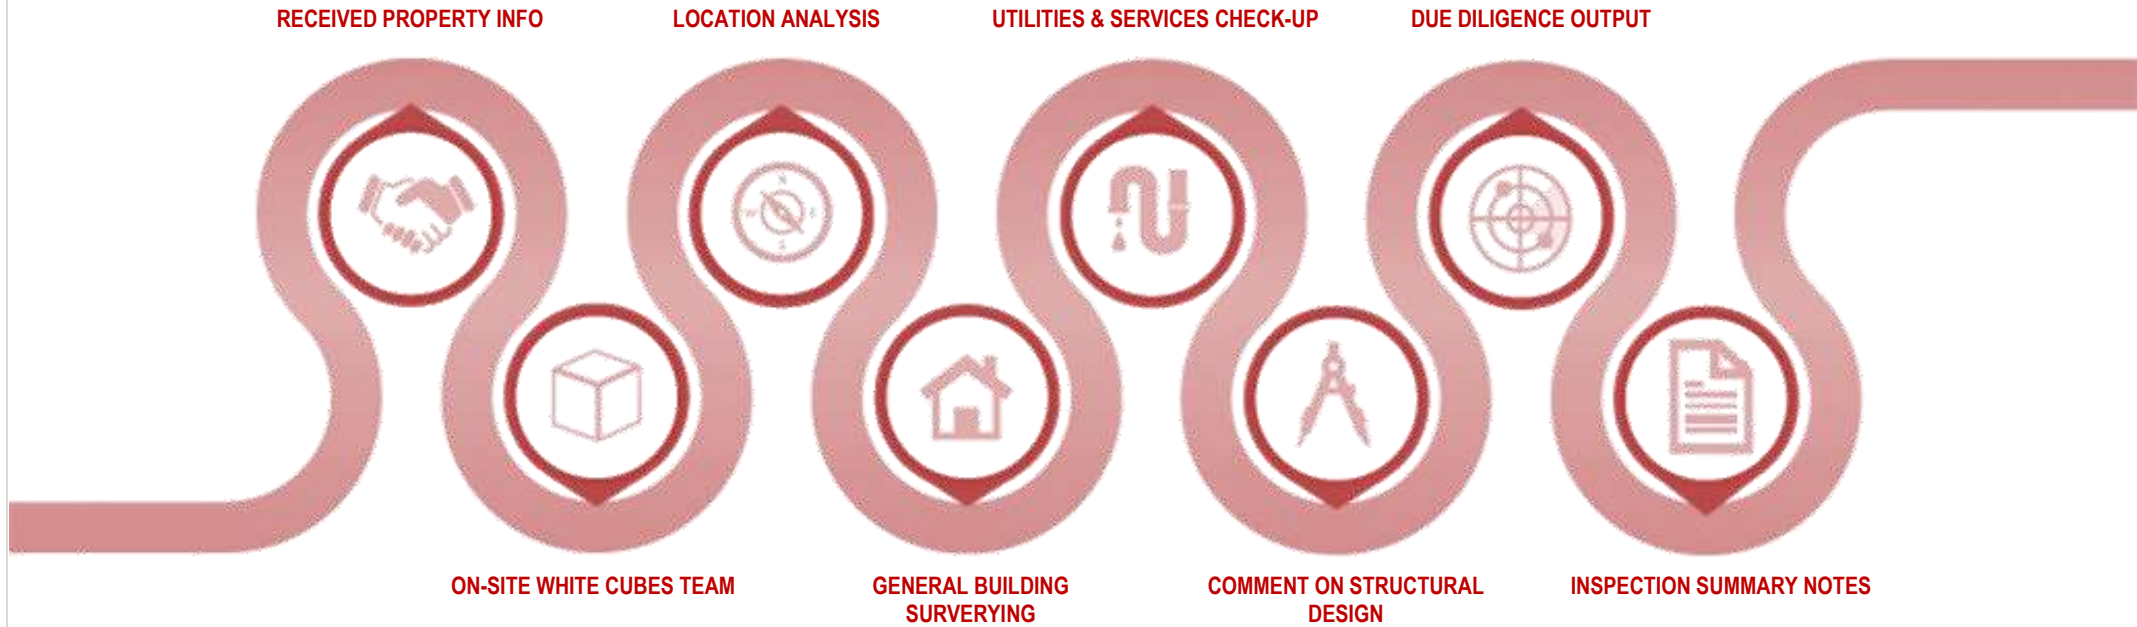 RECEIVED PROPERTY INFO
LOCATION ANALYSIS
UTILITIES & SERVICES CHECK-UP
DUE DILIGENCE OUTPUT
N
W
E
S
ON-SITE WHITE CUBES TEAM
GENERAL BUILDING
SURVERYING
COMMENT ON STRUCTURAL
DESIGN
INSPECTION SUMMARY NOTES